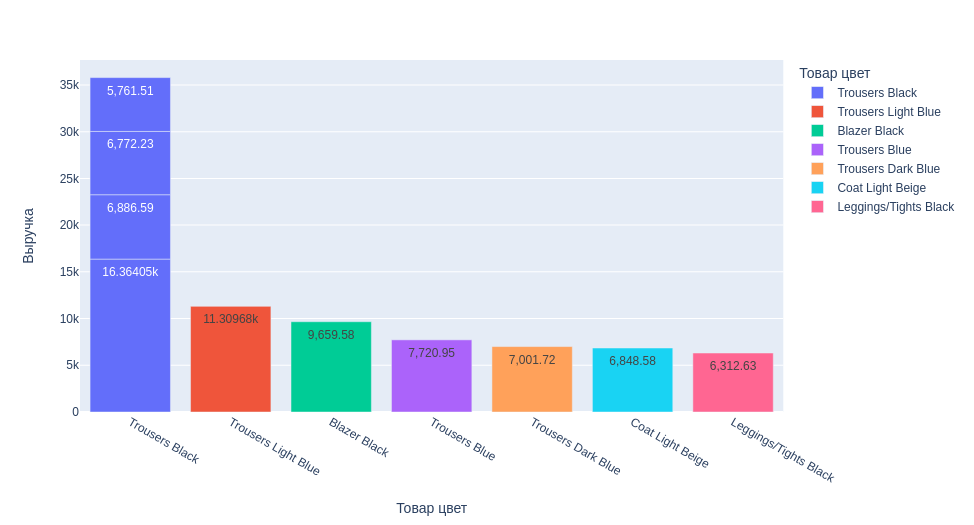 Товар цвет
Trousers Black
Trousers Light Blue
Blazer Black
Trousers Blue
Trousers Dark Blue
Coat Light Beige
Leggings/Tights Black
Выручка
35k
30k
25k
20k
15k
10k
5k
0
5,761.51
6,772.23
6,886.59
16.36405k
11.30968k
9,659.58
7,720.95
7,001.72
6,848.58
6,312.63
Trousers Black
Trousers Light Blue
Blazer Black
Trousers Blue
Trousers Dark Blue
Coat Light Beige
Leggings/Tights Black
Товар цвет